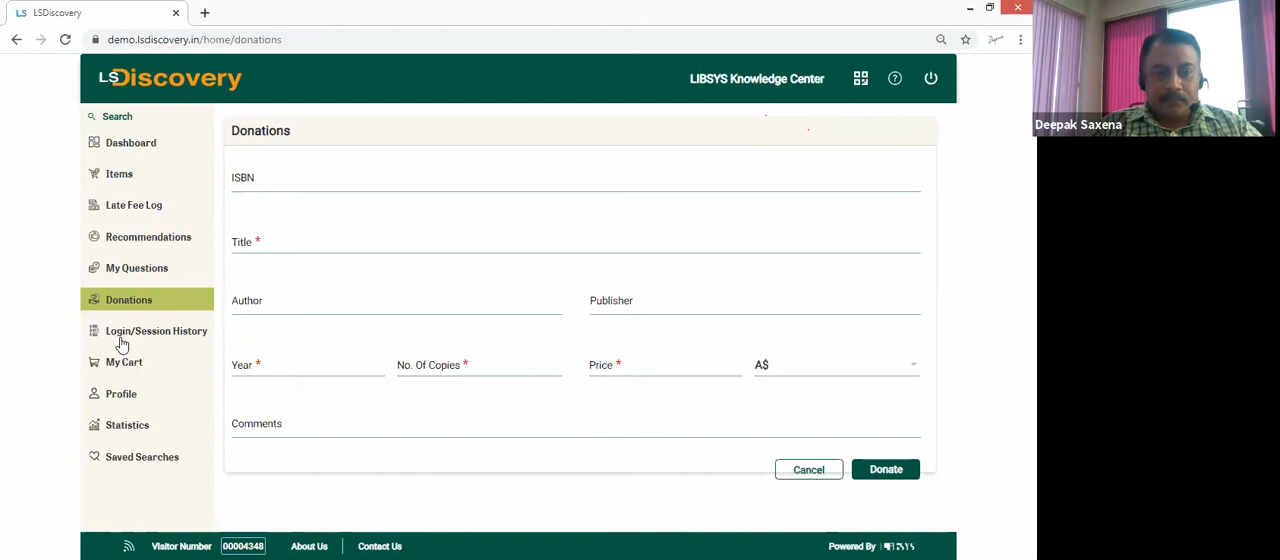 LS LSDiscovery
demo.lsdiscovery.in/home/donations
LSDiscovery
LIBSYS Knowledge Center
Deepak Saxena
Search
Dashboard
Items
Late Fee Log
Recommendations
My Questions
Donations
Login/Session History
My Cart
Profile
Statistics
Saved Searches
Donations
ISBN
Title *
Author Publisher
Year * No. Of Copies * Price * A$
Comments
Cancel Donate
Visitor Number 00004348 About Us Contact Us Powered By LIBSYS